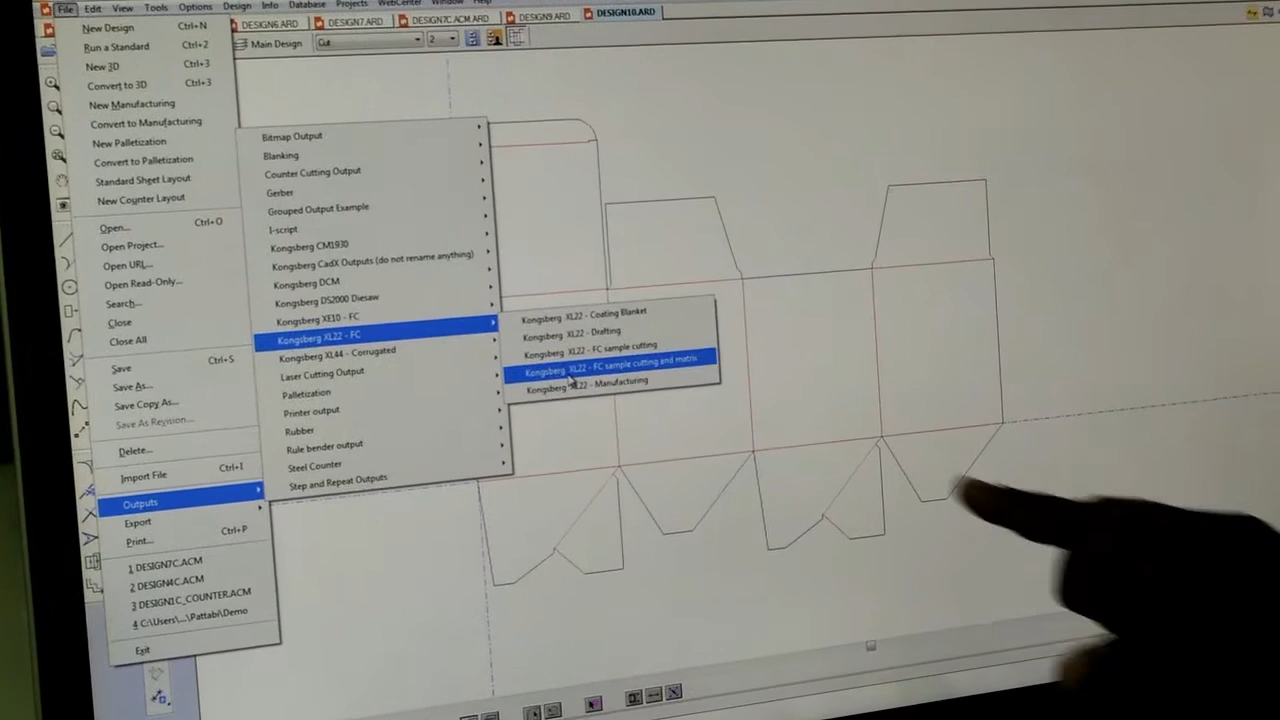 File Edit View Tools Options Design Info Database Projects WebCenter Window Help
DESIGN6.ARD DESIGN7.ARD DESIGN7C.ACM.ARD DESIGN9.ARD DESIGN10.ARD
Main Design Cut 2
New Design Ctrl+N
Run a Standard Ctrl+2
New 3D Ctrl+3
Convert to 3D Ctrl+3
New Manufacturing
Convert to Manufacturing
New Palletization
Convert to Palletization
Standard Sheet Layout
New Counter Layout
Open... Ctrl+O
Open Project...
Open URL...
Open Read-Only...
Search...
Close
Close All
Save Ctrl+S
Save As...
Save Copy As...
Save As Revision...
Delete...
Import File Ctrl+I
Outputs
Export
Print... Ctrl+P
1 DESIGN7C.ACM
2 DESIGN4C.ACM
3 DESIGN1C_COUNTER.ACM
4 C:\Users\...\Pattabi\Demo
Exit
Bitmap Output
Blanking
Counter Cutting Output
Gerber
Grouped Output Example
I-script
Kongsberg CM1930
Kongsberg CadX Outputs (do not rename anything)
Kongsberg DCM
Kongsberg DS2000 Diesaw
Kongsberg XE10 - FC
Kongsberg XL22 - FC
Kongsberg XL44 - Corrugated
Laser Cutting Output
Palletization
Printer output
Rubber
Rule bender output
Steel Counter
Step and Repeat Outputs
Kongsberg XL22 - Coating Blanket
Kongsberg XL22 - Drafting
Kongsberg XL22 - FC sample cutting
Kongsberg XL22 - FC sample cutting and matrix
Kongsberg XL22 - Manufacturing